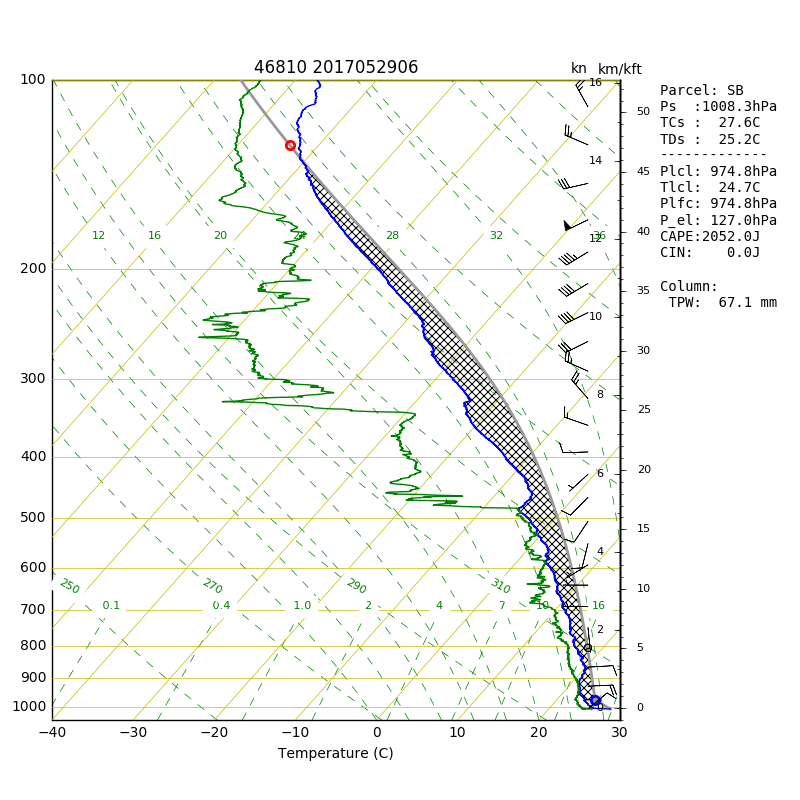 46810 2017052906
kn km/kft
Parcel: SB
Ps  :1008.3hPa
TCs :  27.6C
TDs :  25.2C
-------------
Plcl: 974.8hPa
Tlcl:  24.7C
Plfc: 974.8hPa
P_el: 127.0hPa
CAPE:2052.0J
CIN:     0.0J
Column:
TPW:  67.1 mm
100
200
300
400
500
600
700
800
900
1000
12 16 20 24 28 32 36
250 270 290 310
0.1 0.4 1.0 2 4 7 10 16
16
14
12
10
8
6
4
2
0
50
45
40
35
30
25
20
15
10
5
0
−40 −30 −20 −10 0 10 20 30
Temperature (C)